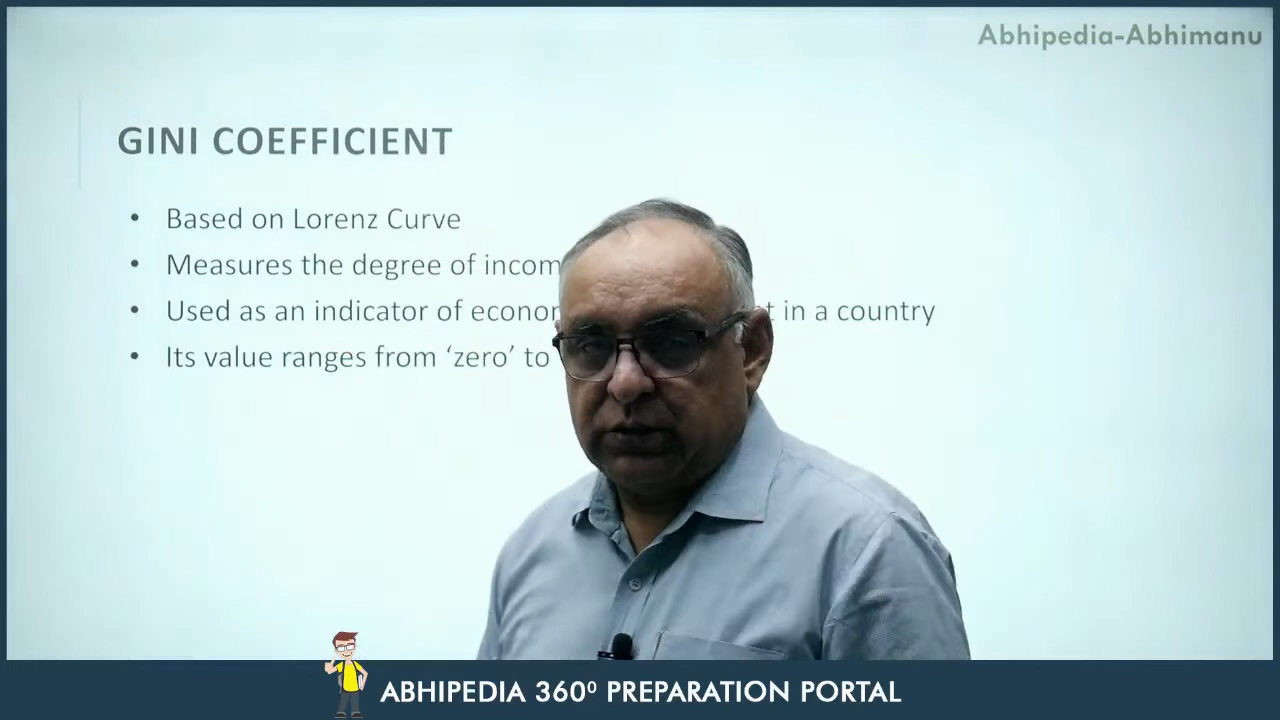 Abhipedia-Abhimanu
GINI COEFFICIENT
• Based on Lorenz Curve
• Measures the degree of incom
• Used as an indicator of econo t in a country
• Its value ranges from ‘zero’ to
ABHIPEDIA 360⁰ PREPARATION PORTAL